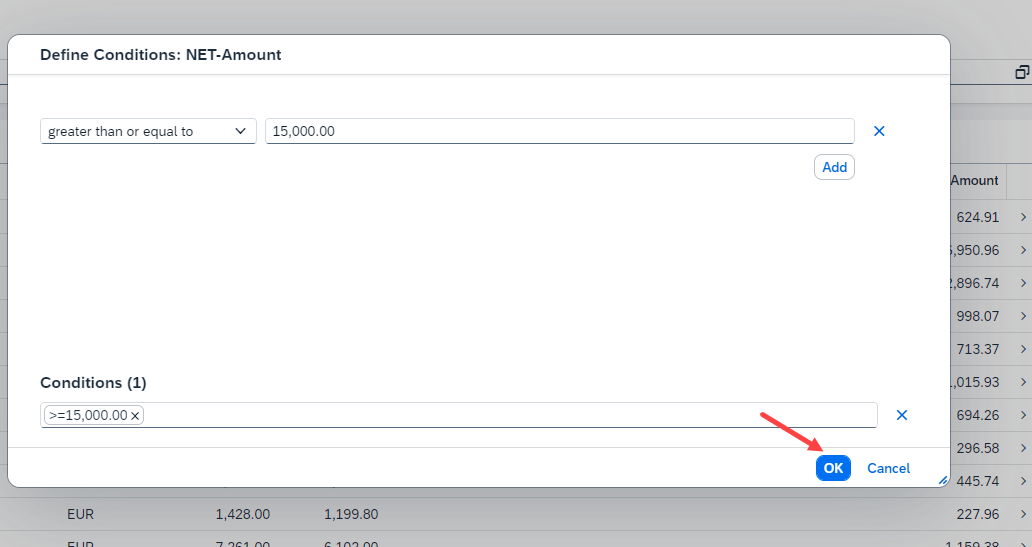 Define Conditions: NET-Amount
greater than or equal to 15,000.00
Add
Amount
624.91
,950.96
2,896.74
998.07
713.37
,015.93
694.26
296.58
445.74
Conditions (1)
>=15,000.00
OK Cancel
EUR 1,428.00 1,199.80 227.96
EUR 7,261.00 6,102.00 1,159.38